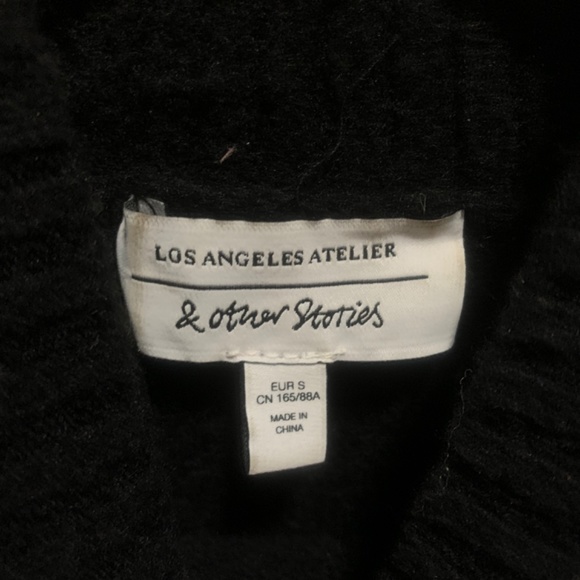 LOS ANGELES ATELIER
& other Stories
EUR S
CN 165/88A
MADE IN
CHINA